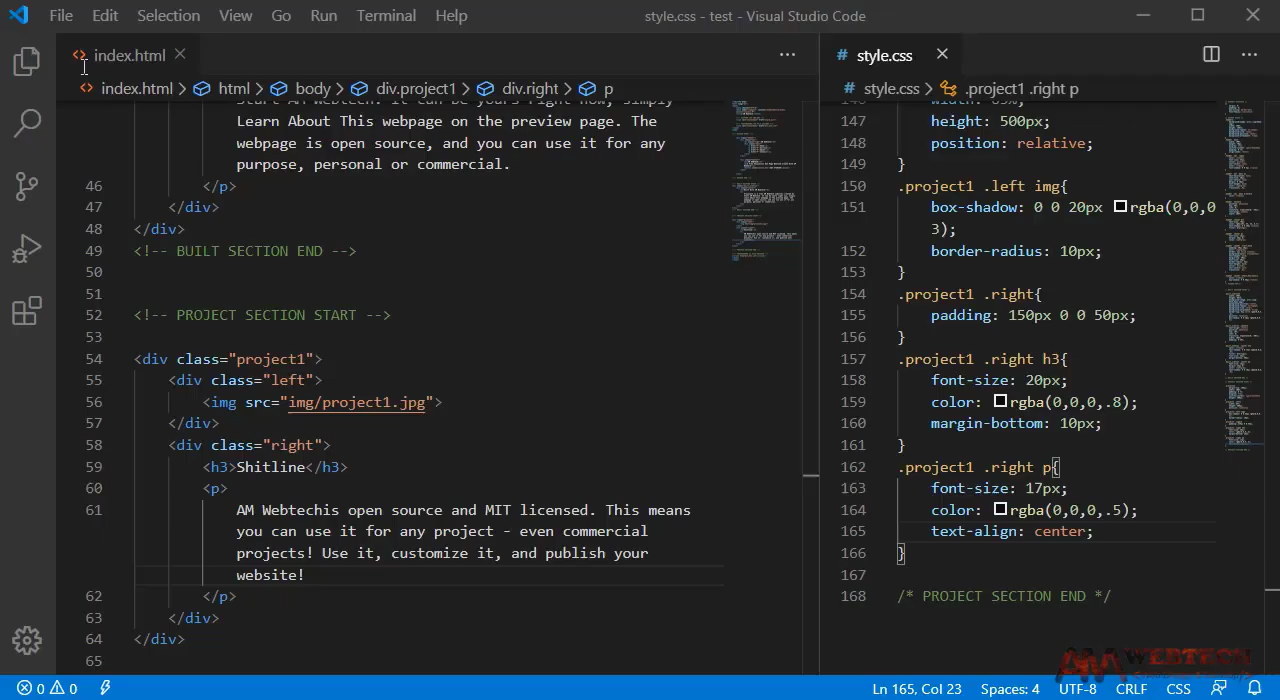 File Edit Selection View Go Run Terminal Help
style.css - test - Visual Studio Code
index.html
index.html > html > body > div.project1 > div.right > p
Learn About This webpage on the preview page. The
webpage is open source, and you can use it for any
purpose, personal or commercial.
46 </p>
47 </div>
48 </div>
49 <!-- BUILT SECTION END -->
50
51
52 <!-- PROJECT SECTION START -->
53
54 <div class="project1">
55 <div class="left">
56 <img src="img/project1.jpg">
57 </div>
58 <div class="right">
59 <h3>Shitline</h3>
60 <p>
61 AM Webtechis open source and MIT licensed. This means
you can use it for any project - even commercial
projects! Use it, customize it, and publish your
website!
62 </p>
63 </div>
64 </div>
65
# style.css
# style.css > .project1 .right p
147 height: 500px;
148 position: relative;
149 }
150 .project1 .left img{
151 box-shadow: 0 0 20px rgba(0,0,0
3);
152 border-radius: 10px;
153 }
154 .project1 .right{
155 padding: 150px 0 0 50px;
156 }
157 .project1 .right h3{
158 font-size: 20px;
159 color: rgba(0,0,0,.8);
160 margin-bottom: 10px;
161 }
162 .project1 .right p{
163 font-size: 17px;
164 color: rgba(0,0,0,.5);
165 text-align: center;
166 }
167
168 /* PROJECT SECTION END */
AM WEBTECH
0 0
Ln 165, Col 23 Spaces: 4 UTF-8 CRLF CSS